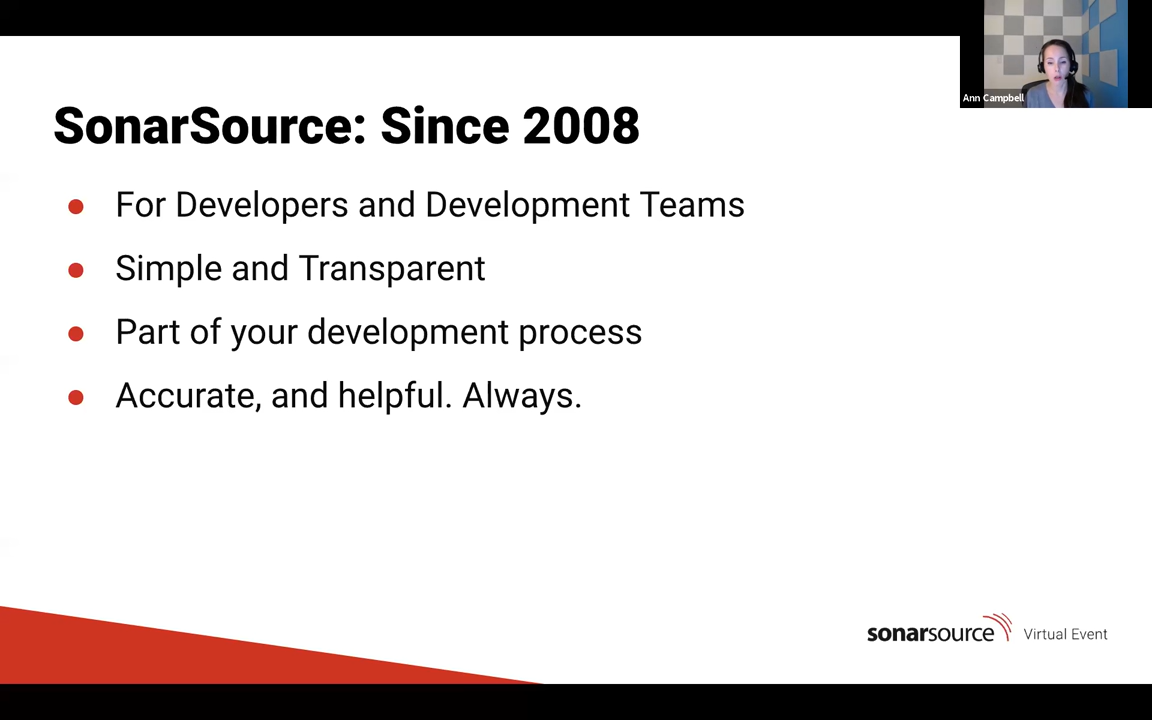 Ann Campbell
SonarSource: Since 2008
For Developers and Development Teams
Simple and Transparent
Part of your development process
Accurate, and helpful. Always.
sonarsource Virtual Event